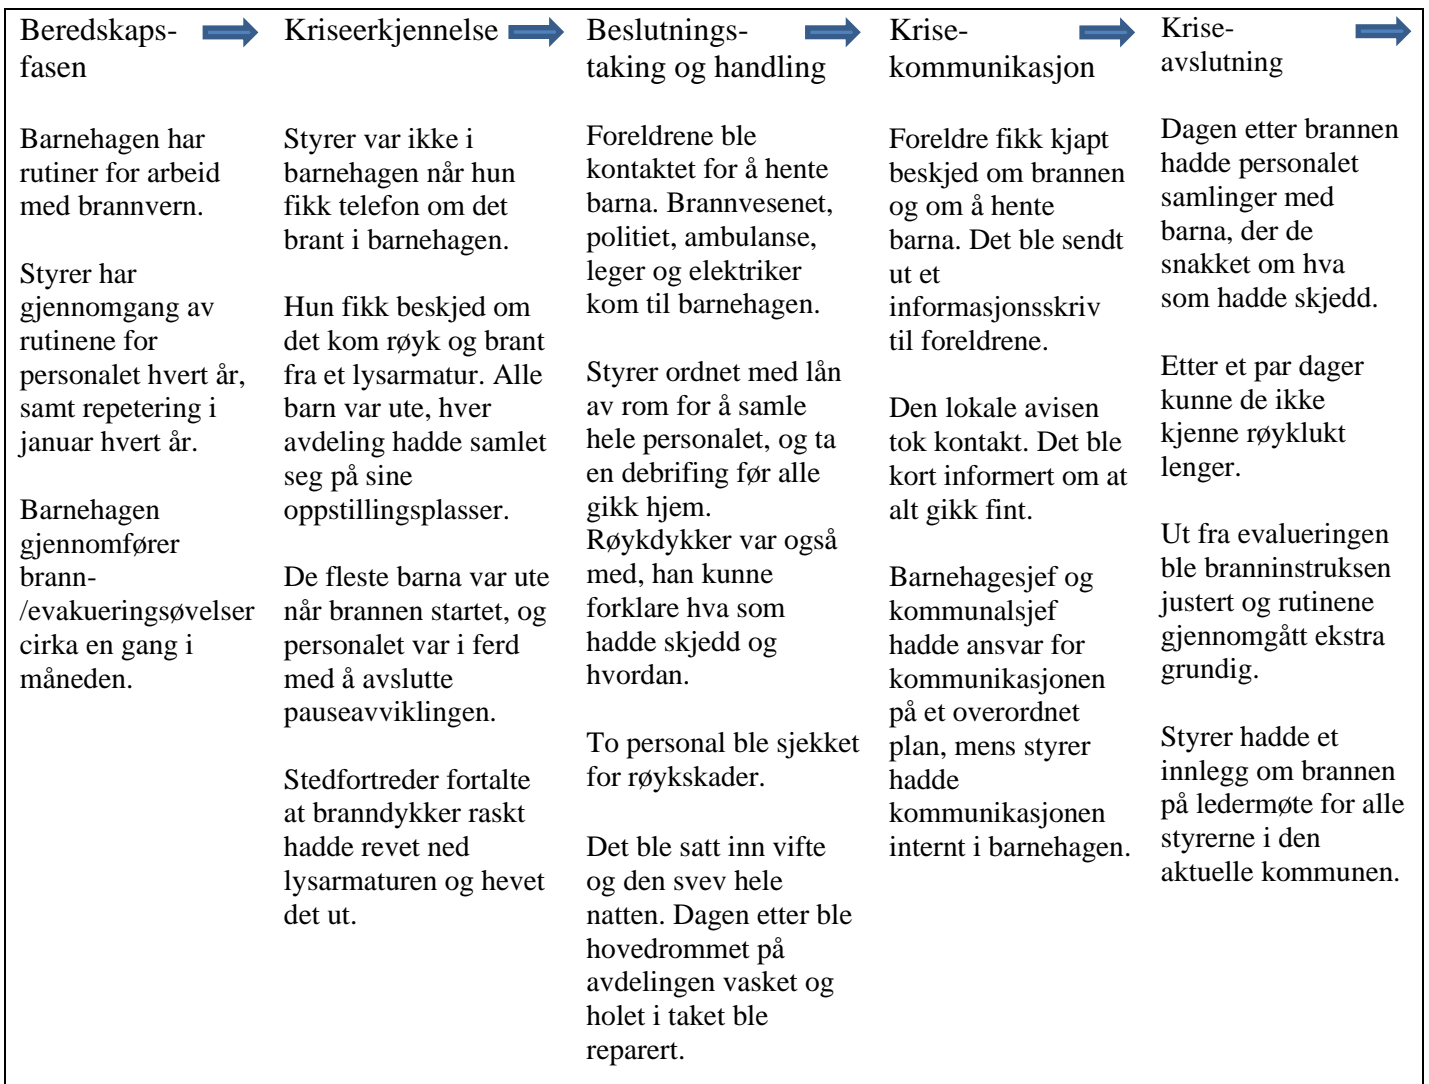 Beredskaps-
fasen
Barnehagen har
rutiner for arbeid
med brannvern.
Styrer har
gjennomgang av
rutinene for
personalet hvert år,
samt repetering i
januar hvert år.
Barnehagen
gjennomfører
brann-
/evakueringsøvelser
cirka en gang i
måneden.
Kriseerkjennelse
Styrer var ikke i
barnehagen når hun
fikk telefon om det
brant i barnehagen.
Hun fikk beskjed om
det kom røyk og brant
fra et lysarmatur. Alle
barn var ute, hver
avdeling hadde samlet
seg på sine
oppstillingsplasser.
De fleste barna var ute
når brannen startet, og
personalet var i ferd
med å avslutte
pauseavviklingen.
Stedfortreder fortalte
at branndykker raskt
hadde revet ned
lysarmaturen og hevet
det ut.
Beslutnings-
taking og handling
Foreldrene ble
kontaktet for å hente
barna. Brannvesenet,
politiet, ambulanse,
leger og elektriker
kom til barnehagen.
Styrer ordnet med lån
av rom for å samle
hele personalet, og ta
en debrifing før alle
gikk hjem.
Røykdykker var også
med, han kunne
forklare hva som
hadde skjedd og
hvordan.
To personal ble sjekket
for røykskader.
Det ble satt inn vifte
og den svev hele
natten. Dagen etter ble
hovedrommet på
avdelingen vasket og
holet i taket ble
reparert.
Krise-
kommunikasjon
Foreldre fikk kjapt
beskjed om brannen
og om å hente
barna. Det ble sendt
ut et
informasjonsskriv
til foreldrene.
Den lokale avisen
tok kontakt. Det ble
kort informert om at
alt gikk fint.
Barnehagesjef og
kommunalsjef
hadde ansvar for
kommunikasjonen
på et overordnet
plan, mens styrer
hadde
kommunikasjonen
internt i barnehagen.
Krise-
avslutning
Dagen etter brannen
hadde personalet
samlinger med
barna, der de
snakket om hva
som hadde skjedd.
Etter et par dager
kunne de ikke
kjenne røyklukt
lenger.
Ut fra evalueringen
ble branninstruksen
justert og rutinene
gjennomgått ekstra
grundig.
Styrer hadde et
innlegg om brannen
på ledermøte for alle
styrerne i den
aktuelle kommunen.